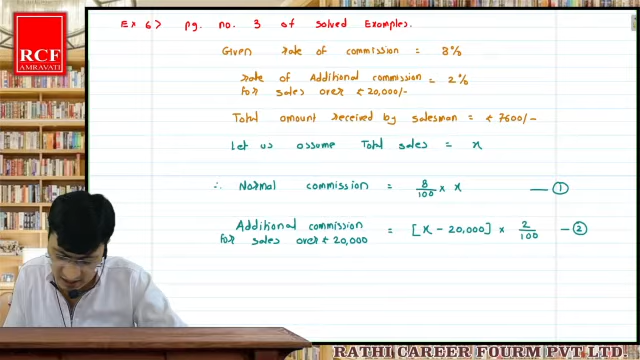 RCF
AMRAVATI
Ex 6> pg. no. 3 of Solved Examples.
Given rate of commission = 8%
rate of Additional commission = 2%
for sales over ₹20,000/-
Total amount received by salesman = ₹7600/-
Let us assume Total sales = x
∴ Normal commission = 8/100 × x — ①
Additional commission = [x - 20,000] × 2/100 — ②
for sales over ₹20,000
RATHI CAREER FOURM PVT LTD